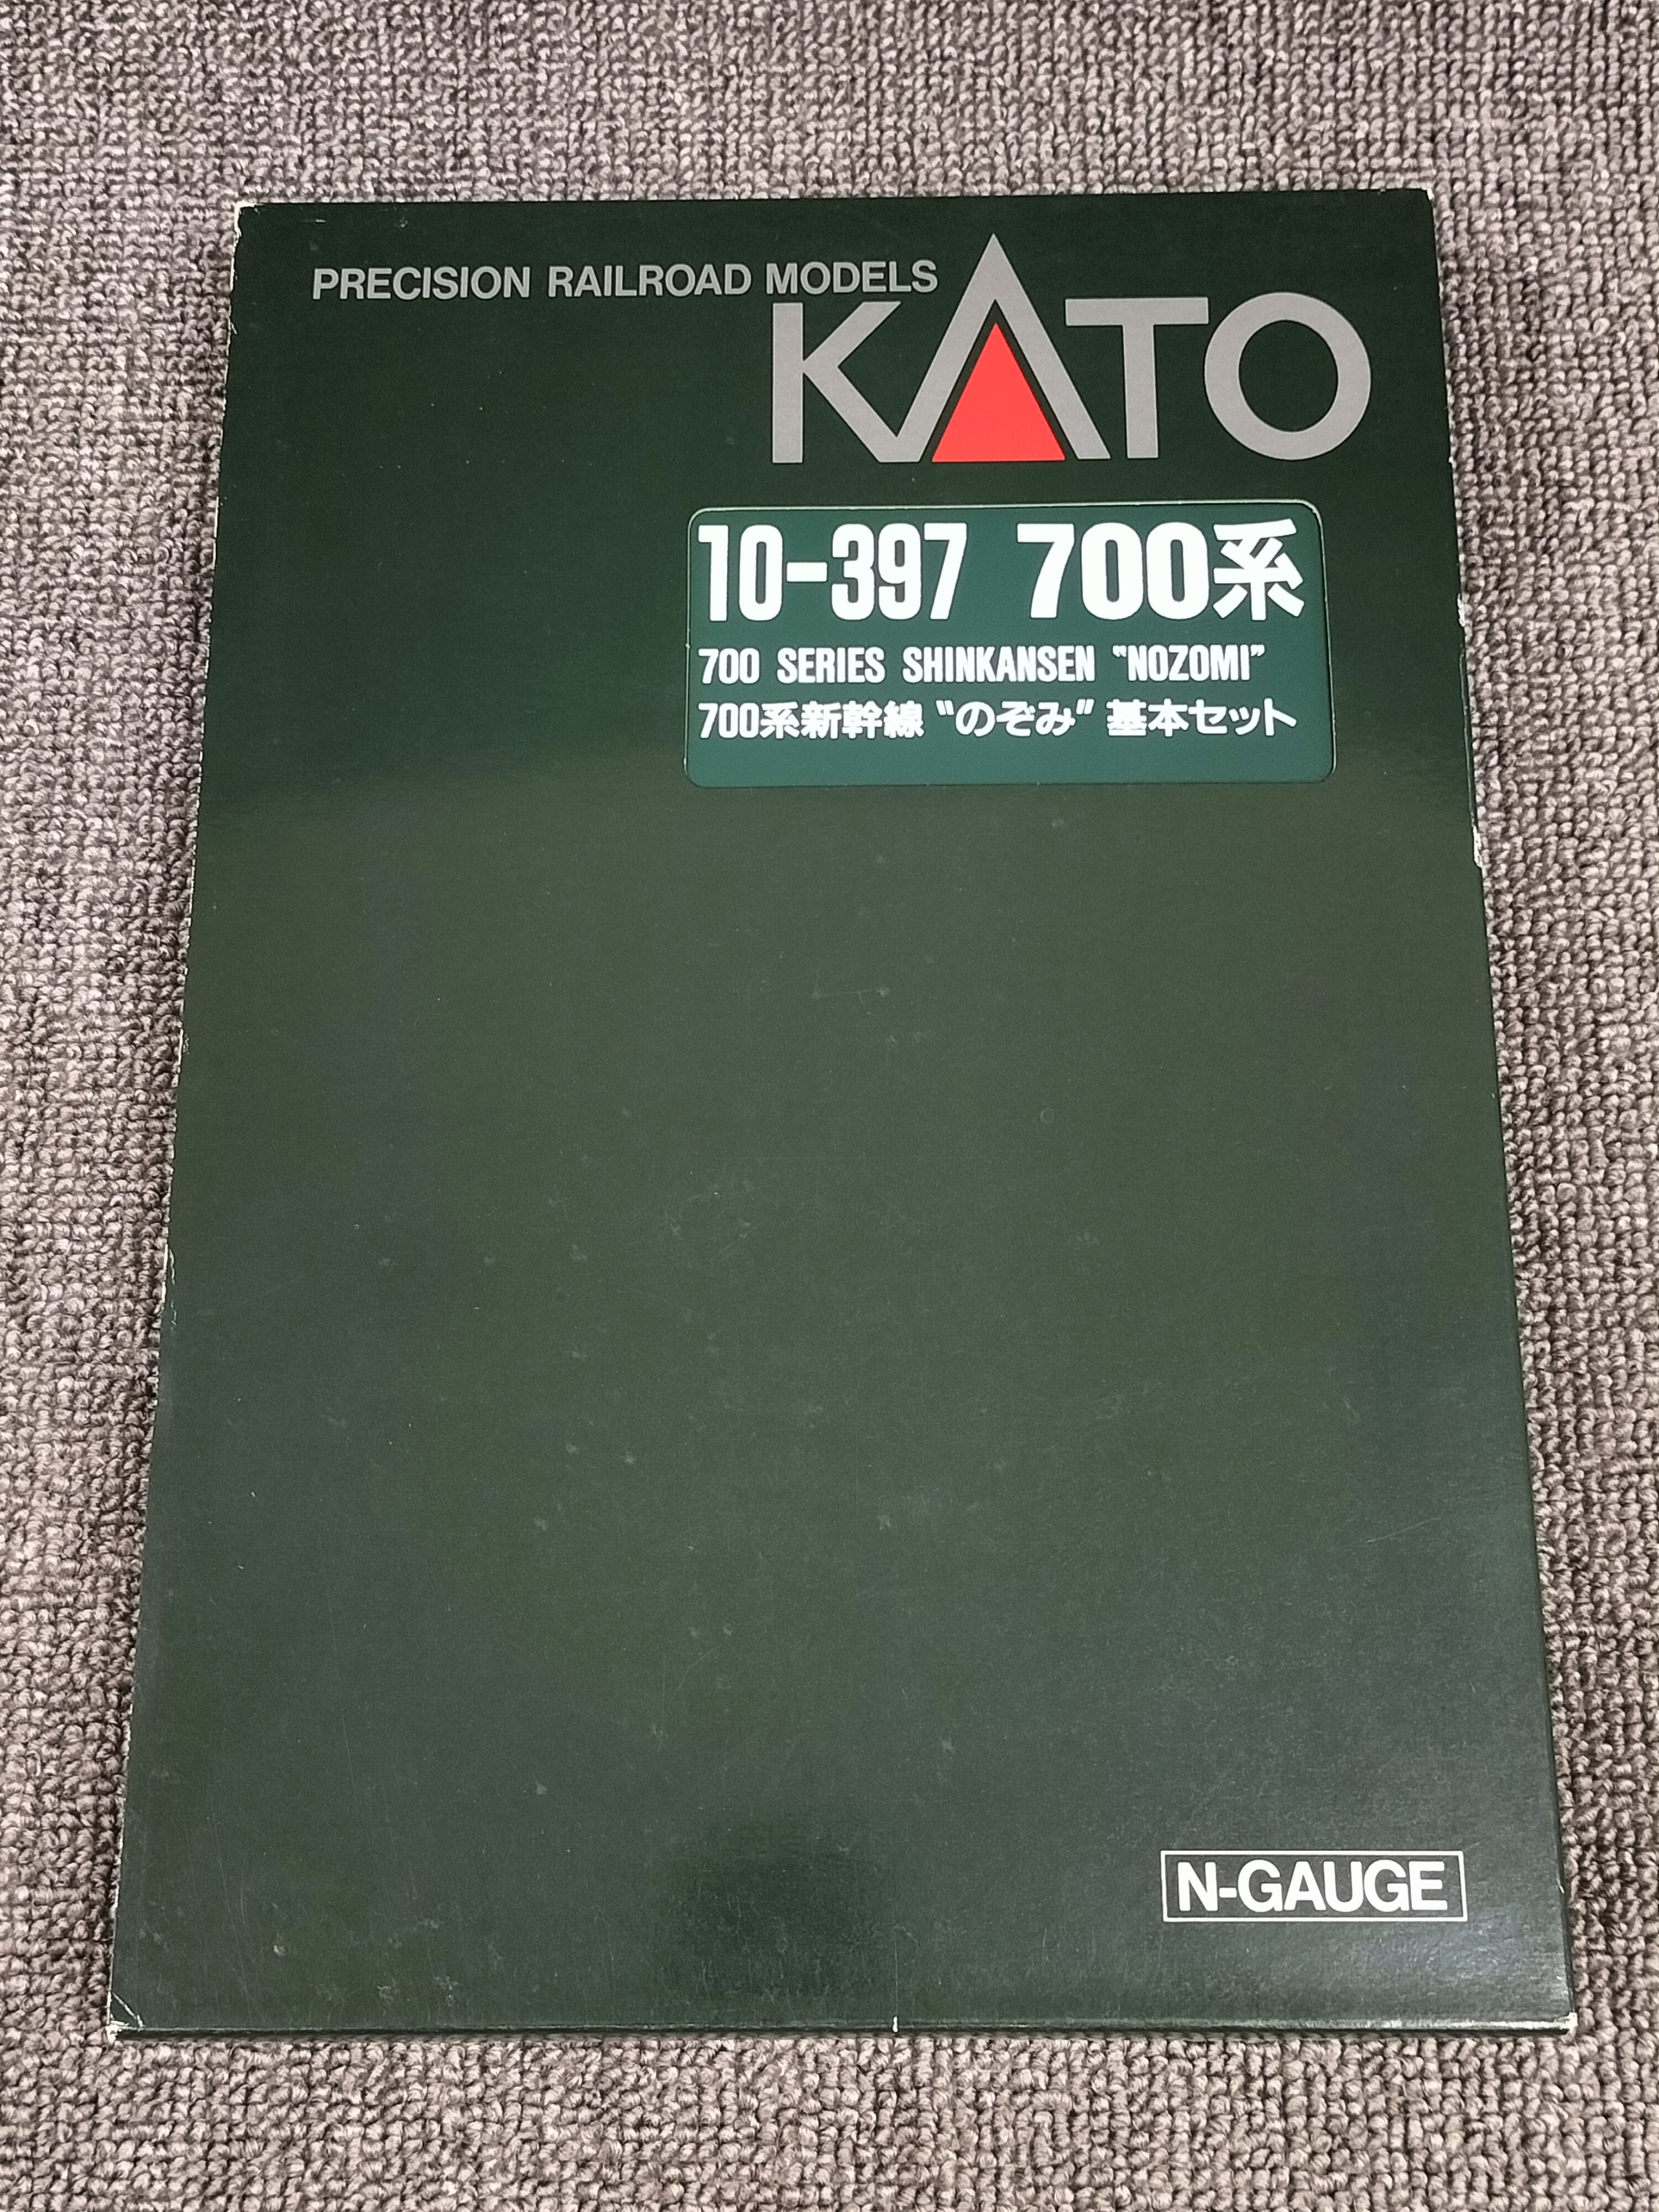 PRECISION RAILROAD MODELS
KATO
10-397 700系
700 SERIES SHINKANSEN “NOZOMI”
700系新幹線 “のぞみ” 基本セット
N-GAUGE